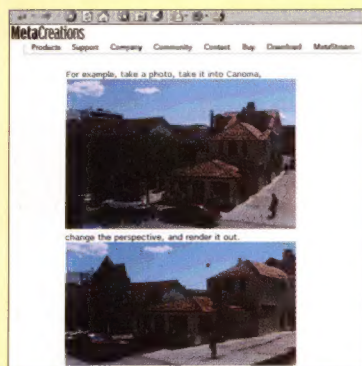 MetaCreations
Products Support Company Community Contact Buy Download MetaStream
For example, take a photo, take it into Canoma,
change the perspective, and render it out.